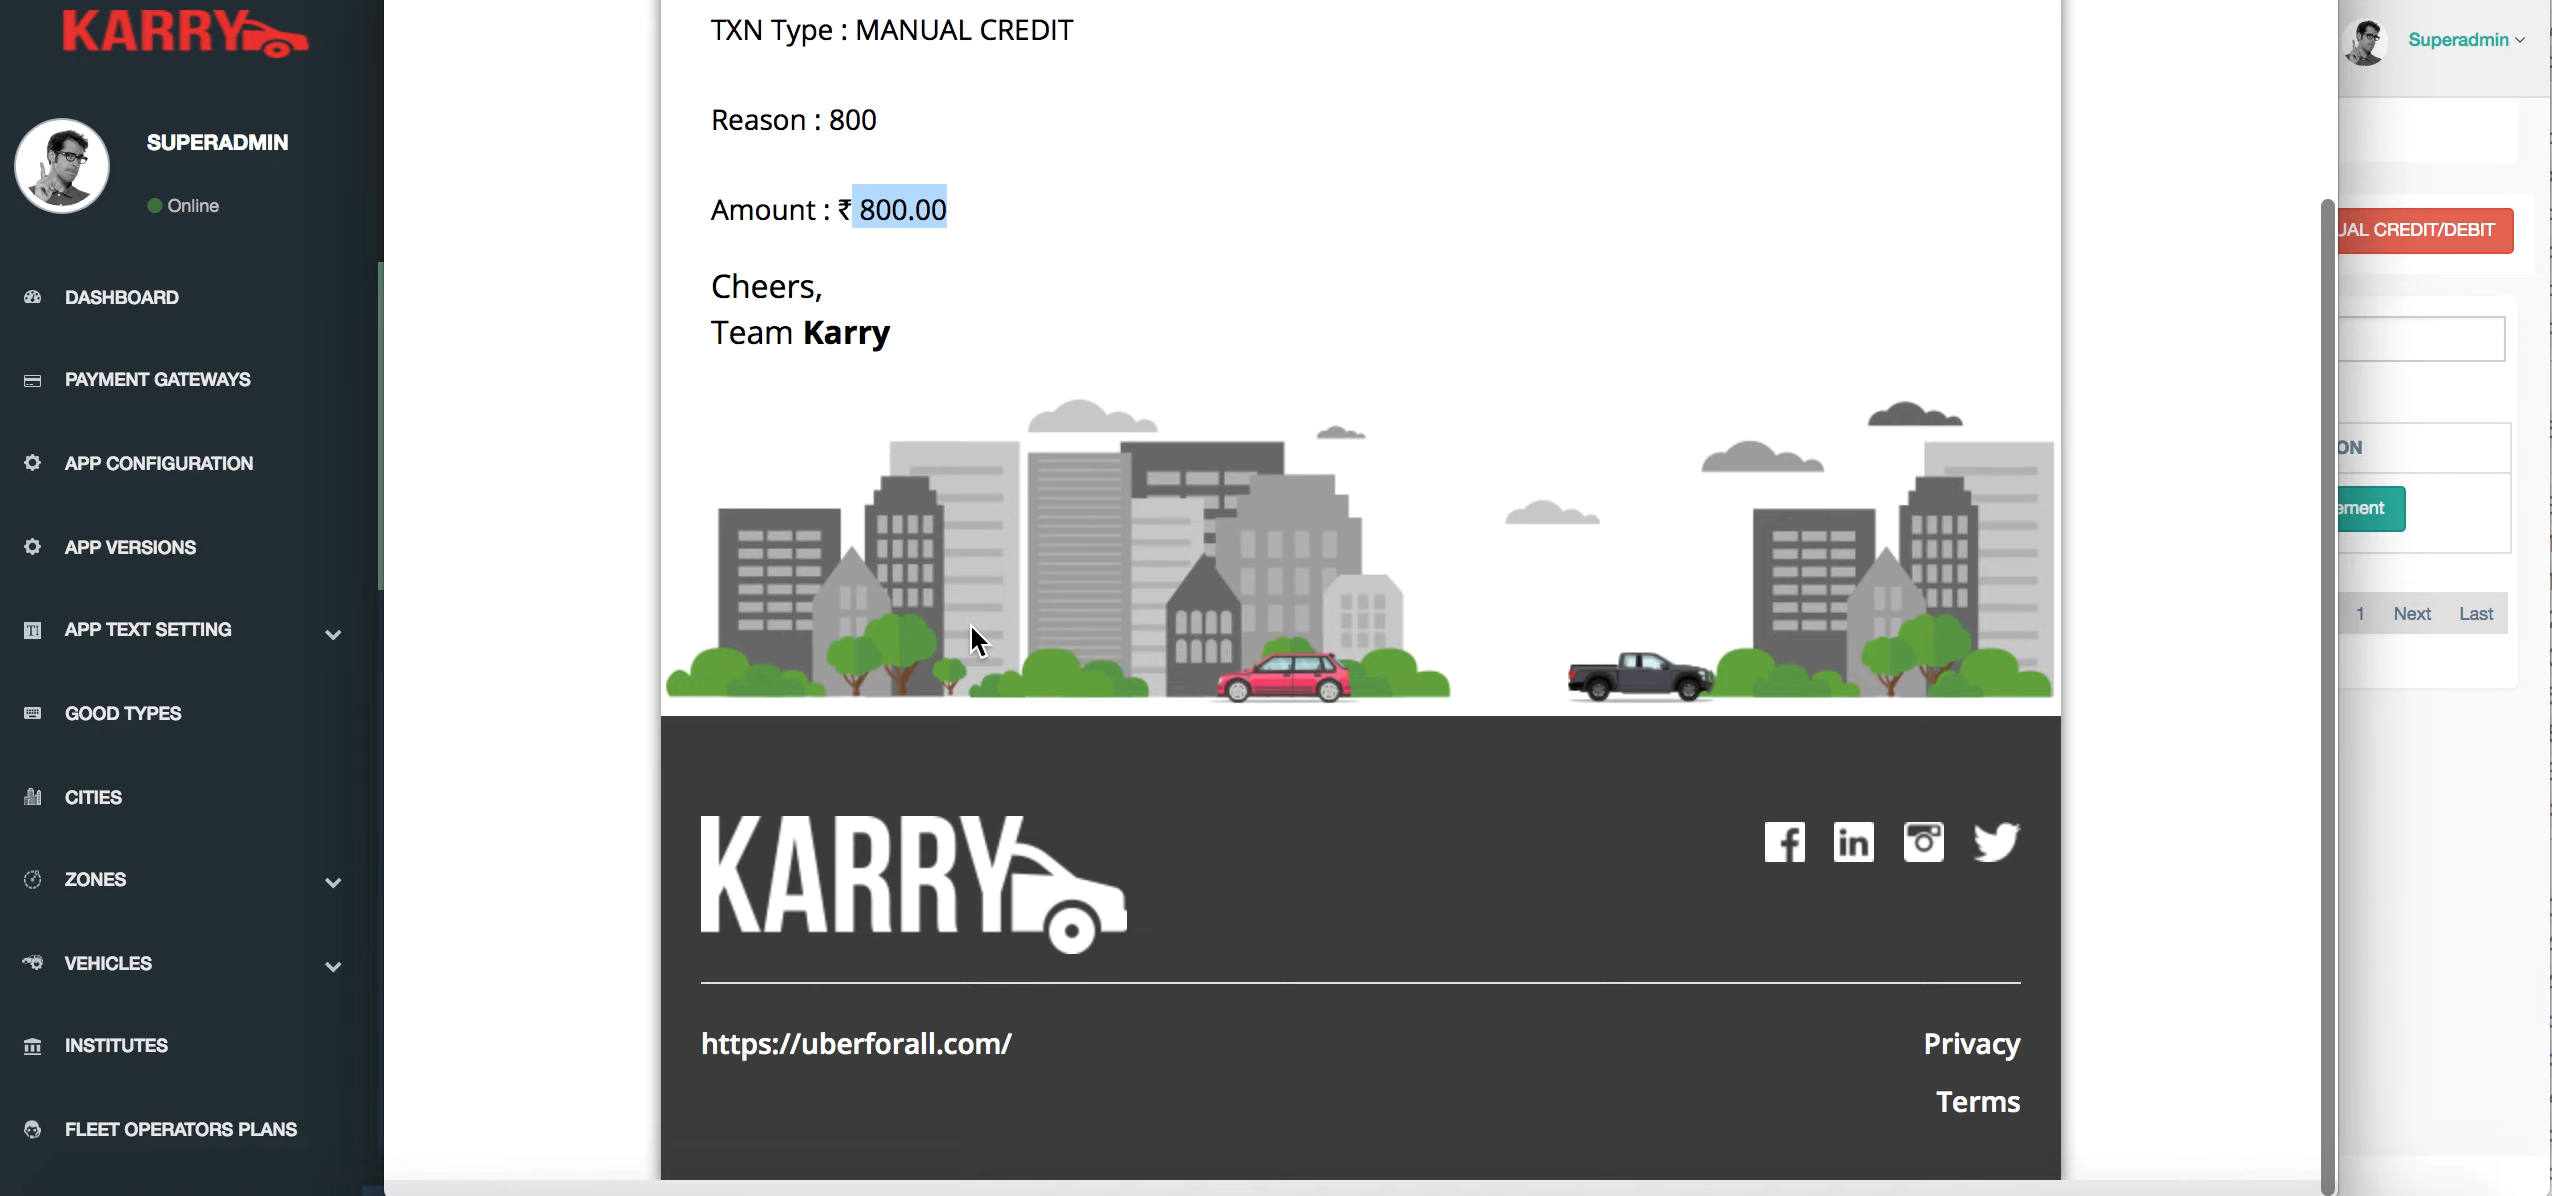 KARRY
SUPERADMIN
Online
DASHBOARD
PAYMENT GATEWAYS
APP CONFIGURATION
APP VERSIONS
APP TEXT SETTING
GOOD TYPES
CITIES
ZONES
VEHICLES
INSTITUTES
FLEET OPERATORS PLANS
TXN Type : MANUAL CREDIT
Reason : 800
Amount : ₹ 800.00
Cheers,
Team Karry
KARRY
f in
https://uberforall.com/
Privacy
Terms
Superadmin
UAL CREDIT/DEBIT
ON
ement
1 Next Last